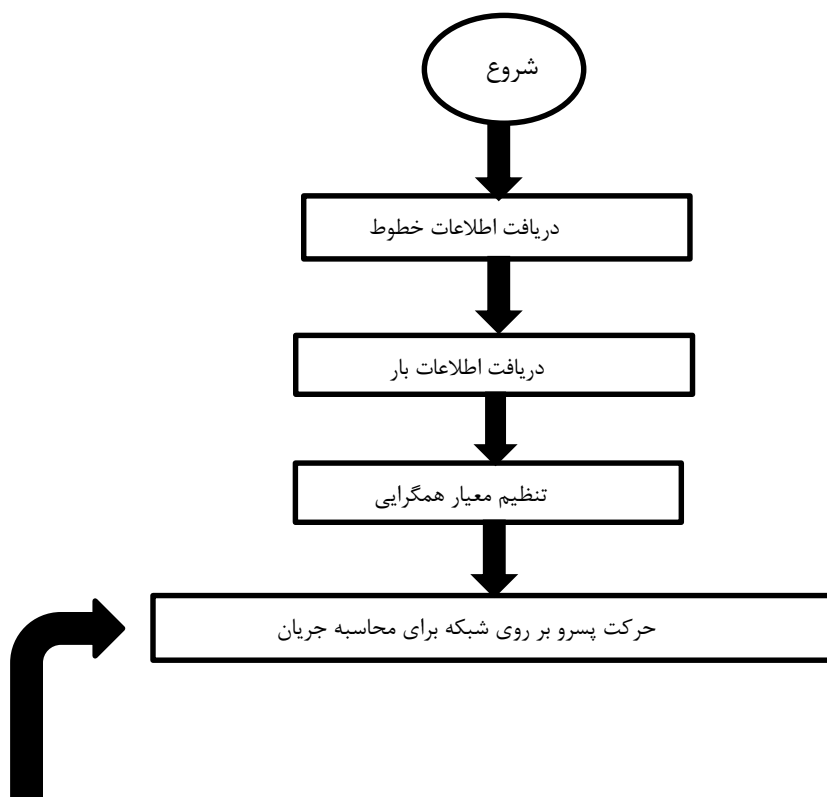 شروع
دریافت اطلاعات خطوط
دریافت اطلاعات بار
تنظیم معیار همگرایی
حرکت پسرو بر روی شبکه برای محاسبه جریان